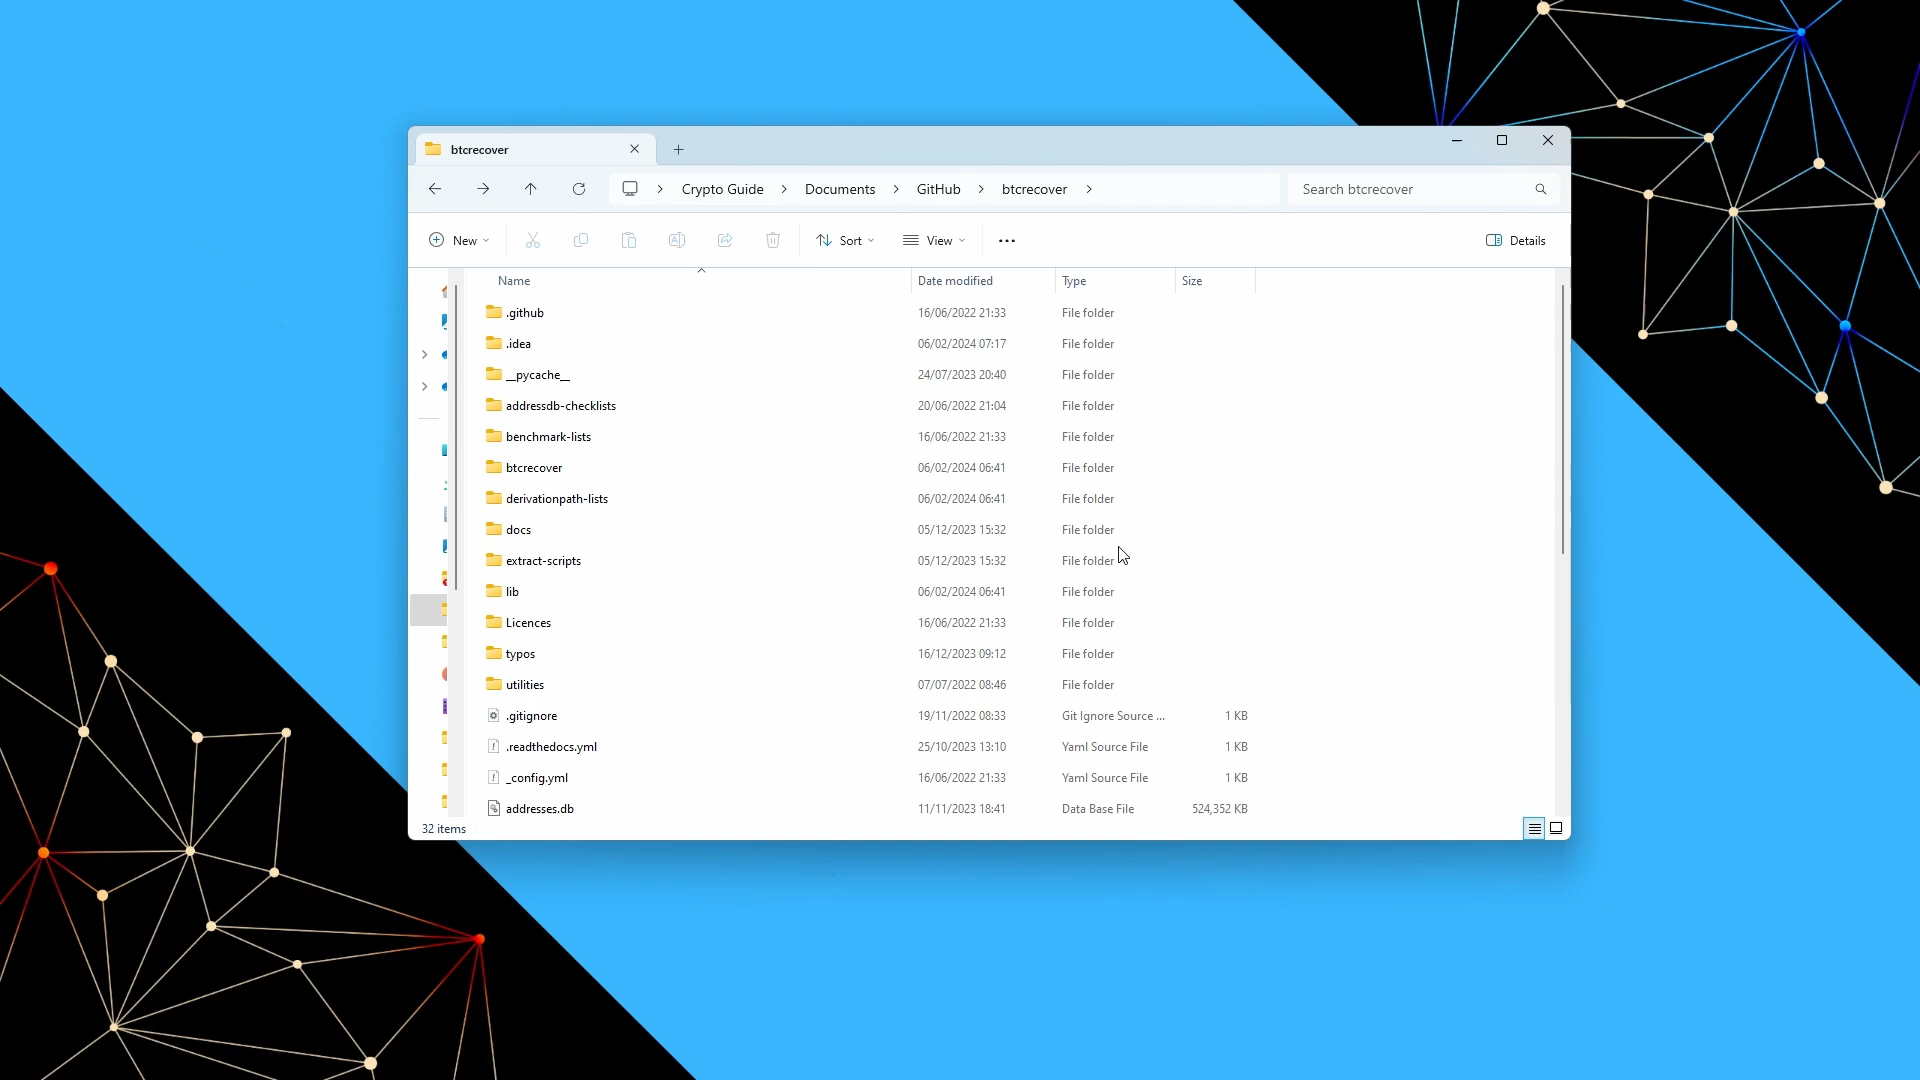 btcrecover
Crypto Guide > Documents > GitHub > btcrecover >
Search btcrecover
New
Sort
View
Details
Name Date modified Type Size
.github 16/06/2022 21:33 File folder
.idea 06/02/2024 07:17 File folder
__pycache__ 24/07/2023 20:40 File folder
addressdb-checklists 20/06/2022 21:04 File folder
benchmark-lists 16/06/2022 21:33 File folder
btcrecover 06/02/2024 06:41 File folder
derivationpath-lists 06/02/2024 06:41 File folder
docs 05/12/2023 15:32 File folder
extract-scripts 05/12/2023 15:32 File folder
lib 06/02/2024 06:41 File folder
Licences 16/06/2022 21:33 File folder
typos 16/12/2023 09:12 File folder
utilities 07/07/2022 08:46 File folder
.gitignore 19/11/2022 08:33 Git Ignore Source ... 1 KB
.readthedocs.yml 25/10/2023 13:10 Yaml Source File 1 KB
_config.yml 16/06/2022 21:33 Yaml Source File 1 KB
addresses.db 11/11/2023 18:41 Data Base File 524,352 KB
32 items